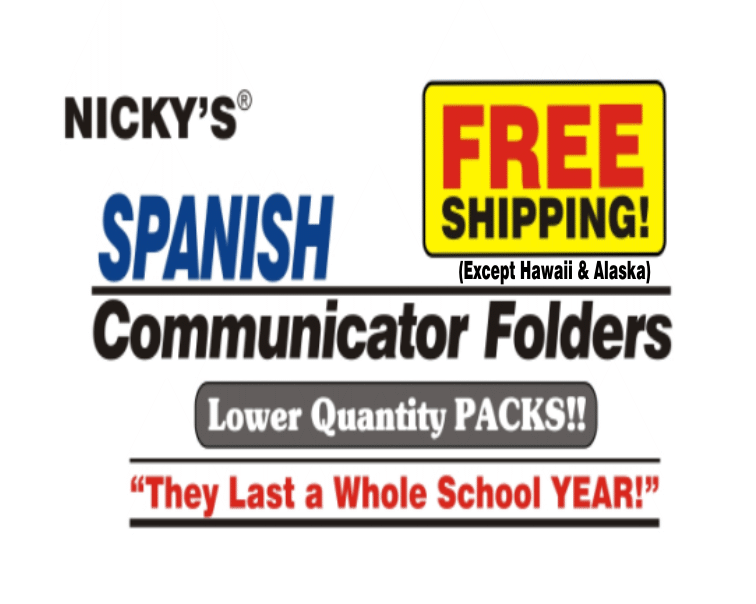 NICKY'S®
FREE
SHIPPING!
(Except Hawaii & Alaska)
SPANISH
Communicator Folders
Lower Quantity PACKS!!
“They Last a Whole School YEAR!”